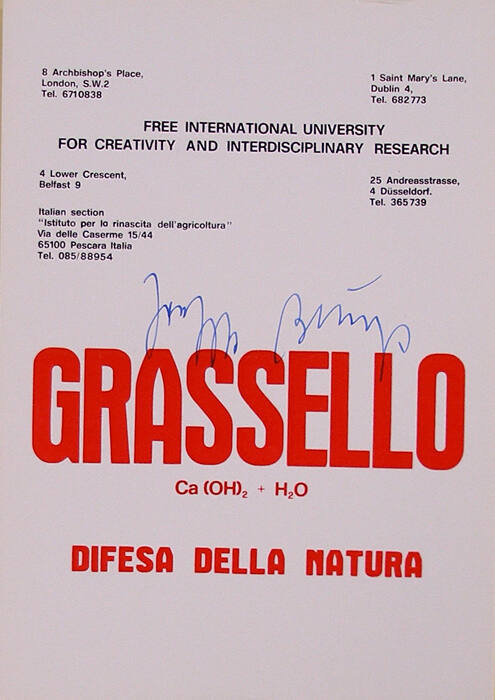 8 Archbishop's Place,
London, S.W.2
Tel. 6710838
1 Saint Mary's Lane,
Dublin 4,
Tel. 682773
FREE INTERNATIONAL UNIVERSITY
FOR CREATIVITY AND INTERDISCIPLINARY RESEARCH
4 Lower Crescent,
Belfast 9
25 Andreasstrasse,
4 Düsseldorf.
Tel. 365739
Italian section
"Istituto per la rinascita dell'agricoltura"
Via delle Caserme 15/44
65100 Pescara Italia
Tel. 085/88954
Joseph Beuys
GRASSELLO
Ca (OH)₂ + H₂O
DIFESA DELLA NATURA